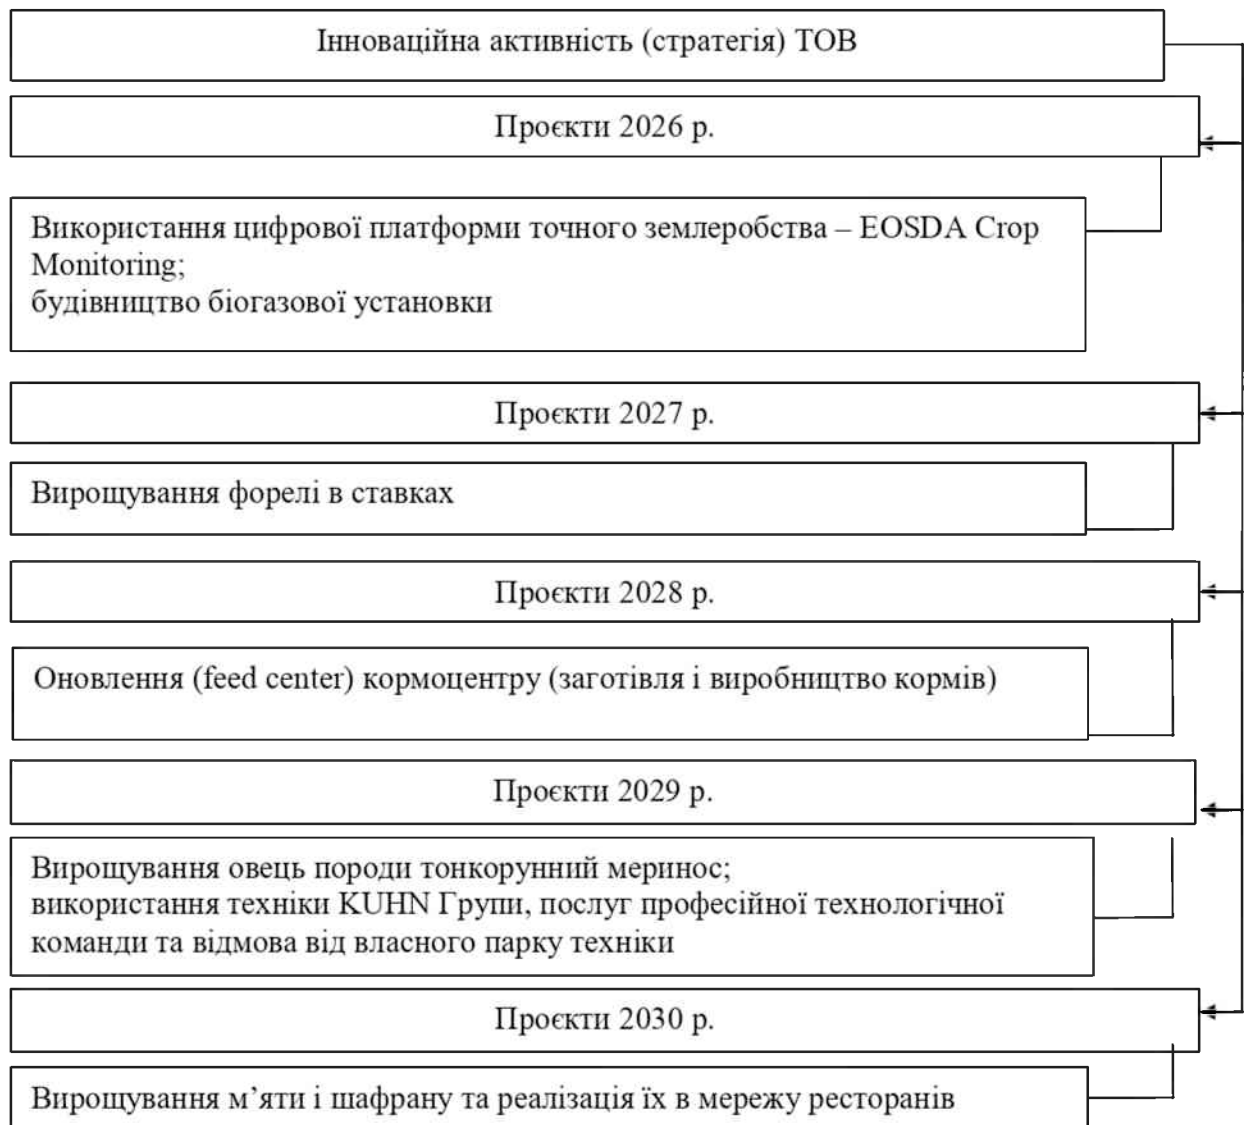 Інноваційна активність (стратегія) ТОВ
Проєкти 2026 р.
Використання цифрової платформи точного землеробства – EOSDA Crop
Monitoring;
будівництво біогазової установки
Проєкти 2027 р.
Вирощування форелі в ставках
Проєкти 2028 р.
Оновлення (feed center) кормоцентру (заготівля і виробництво кормів)
Проєкти 2029 р.
Вирощування овець породи тонкорунний меринос;
використання техніки KUHN Групи, послуг професійної технологічної
команди та відмова від власного парку техніки
Проєкти 2030 р.
Вирощування м’яти і шафрану та реалізація їх в мережу ресторанів